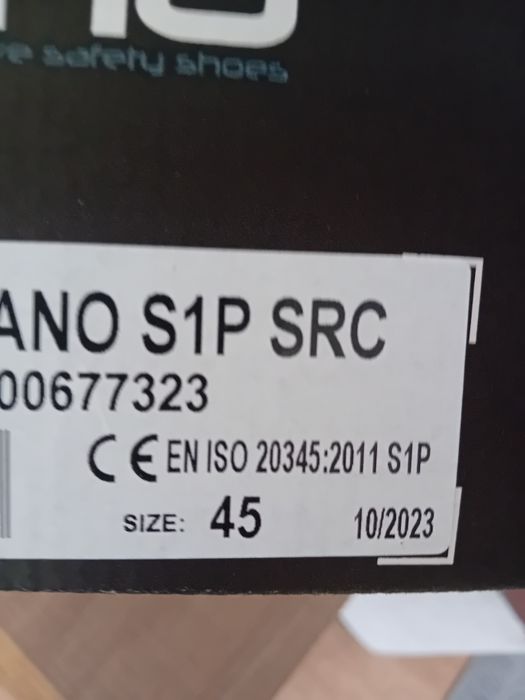 safety shoes
ANO S1P SRC
00677323
CE EN ISO 20345:2011 S1P
SIZE: 45 10/2023